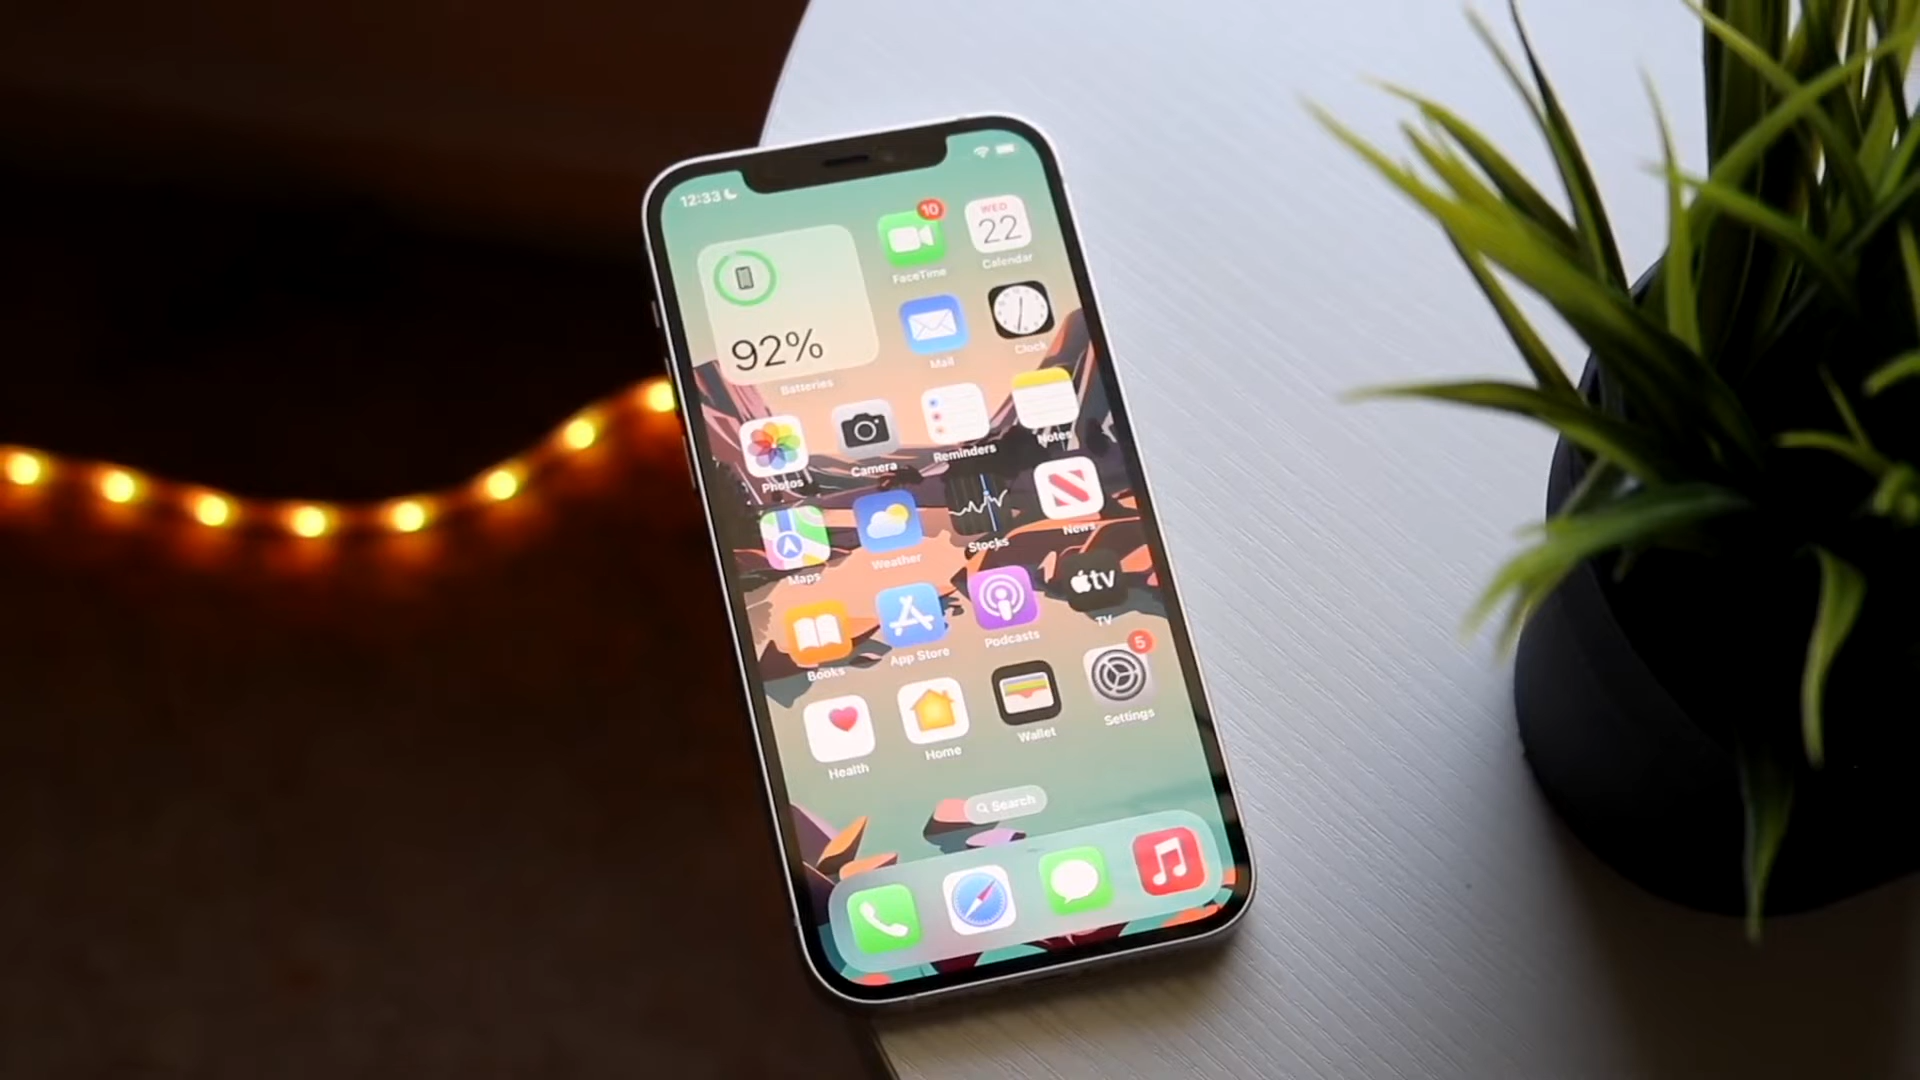 12:33
10
WED
22
FaceTime
Calendar
92%
Batteries
Mail
Clock
Photos
Camera
Reminders
Notes
Maps
Weather
Stocks
News
tv
Books
App Store
Podcasts
TV
5
Health
Home
Wallet
Settings
Search